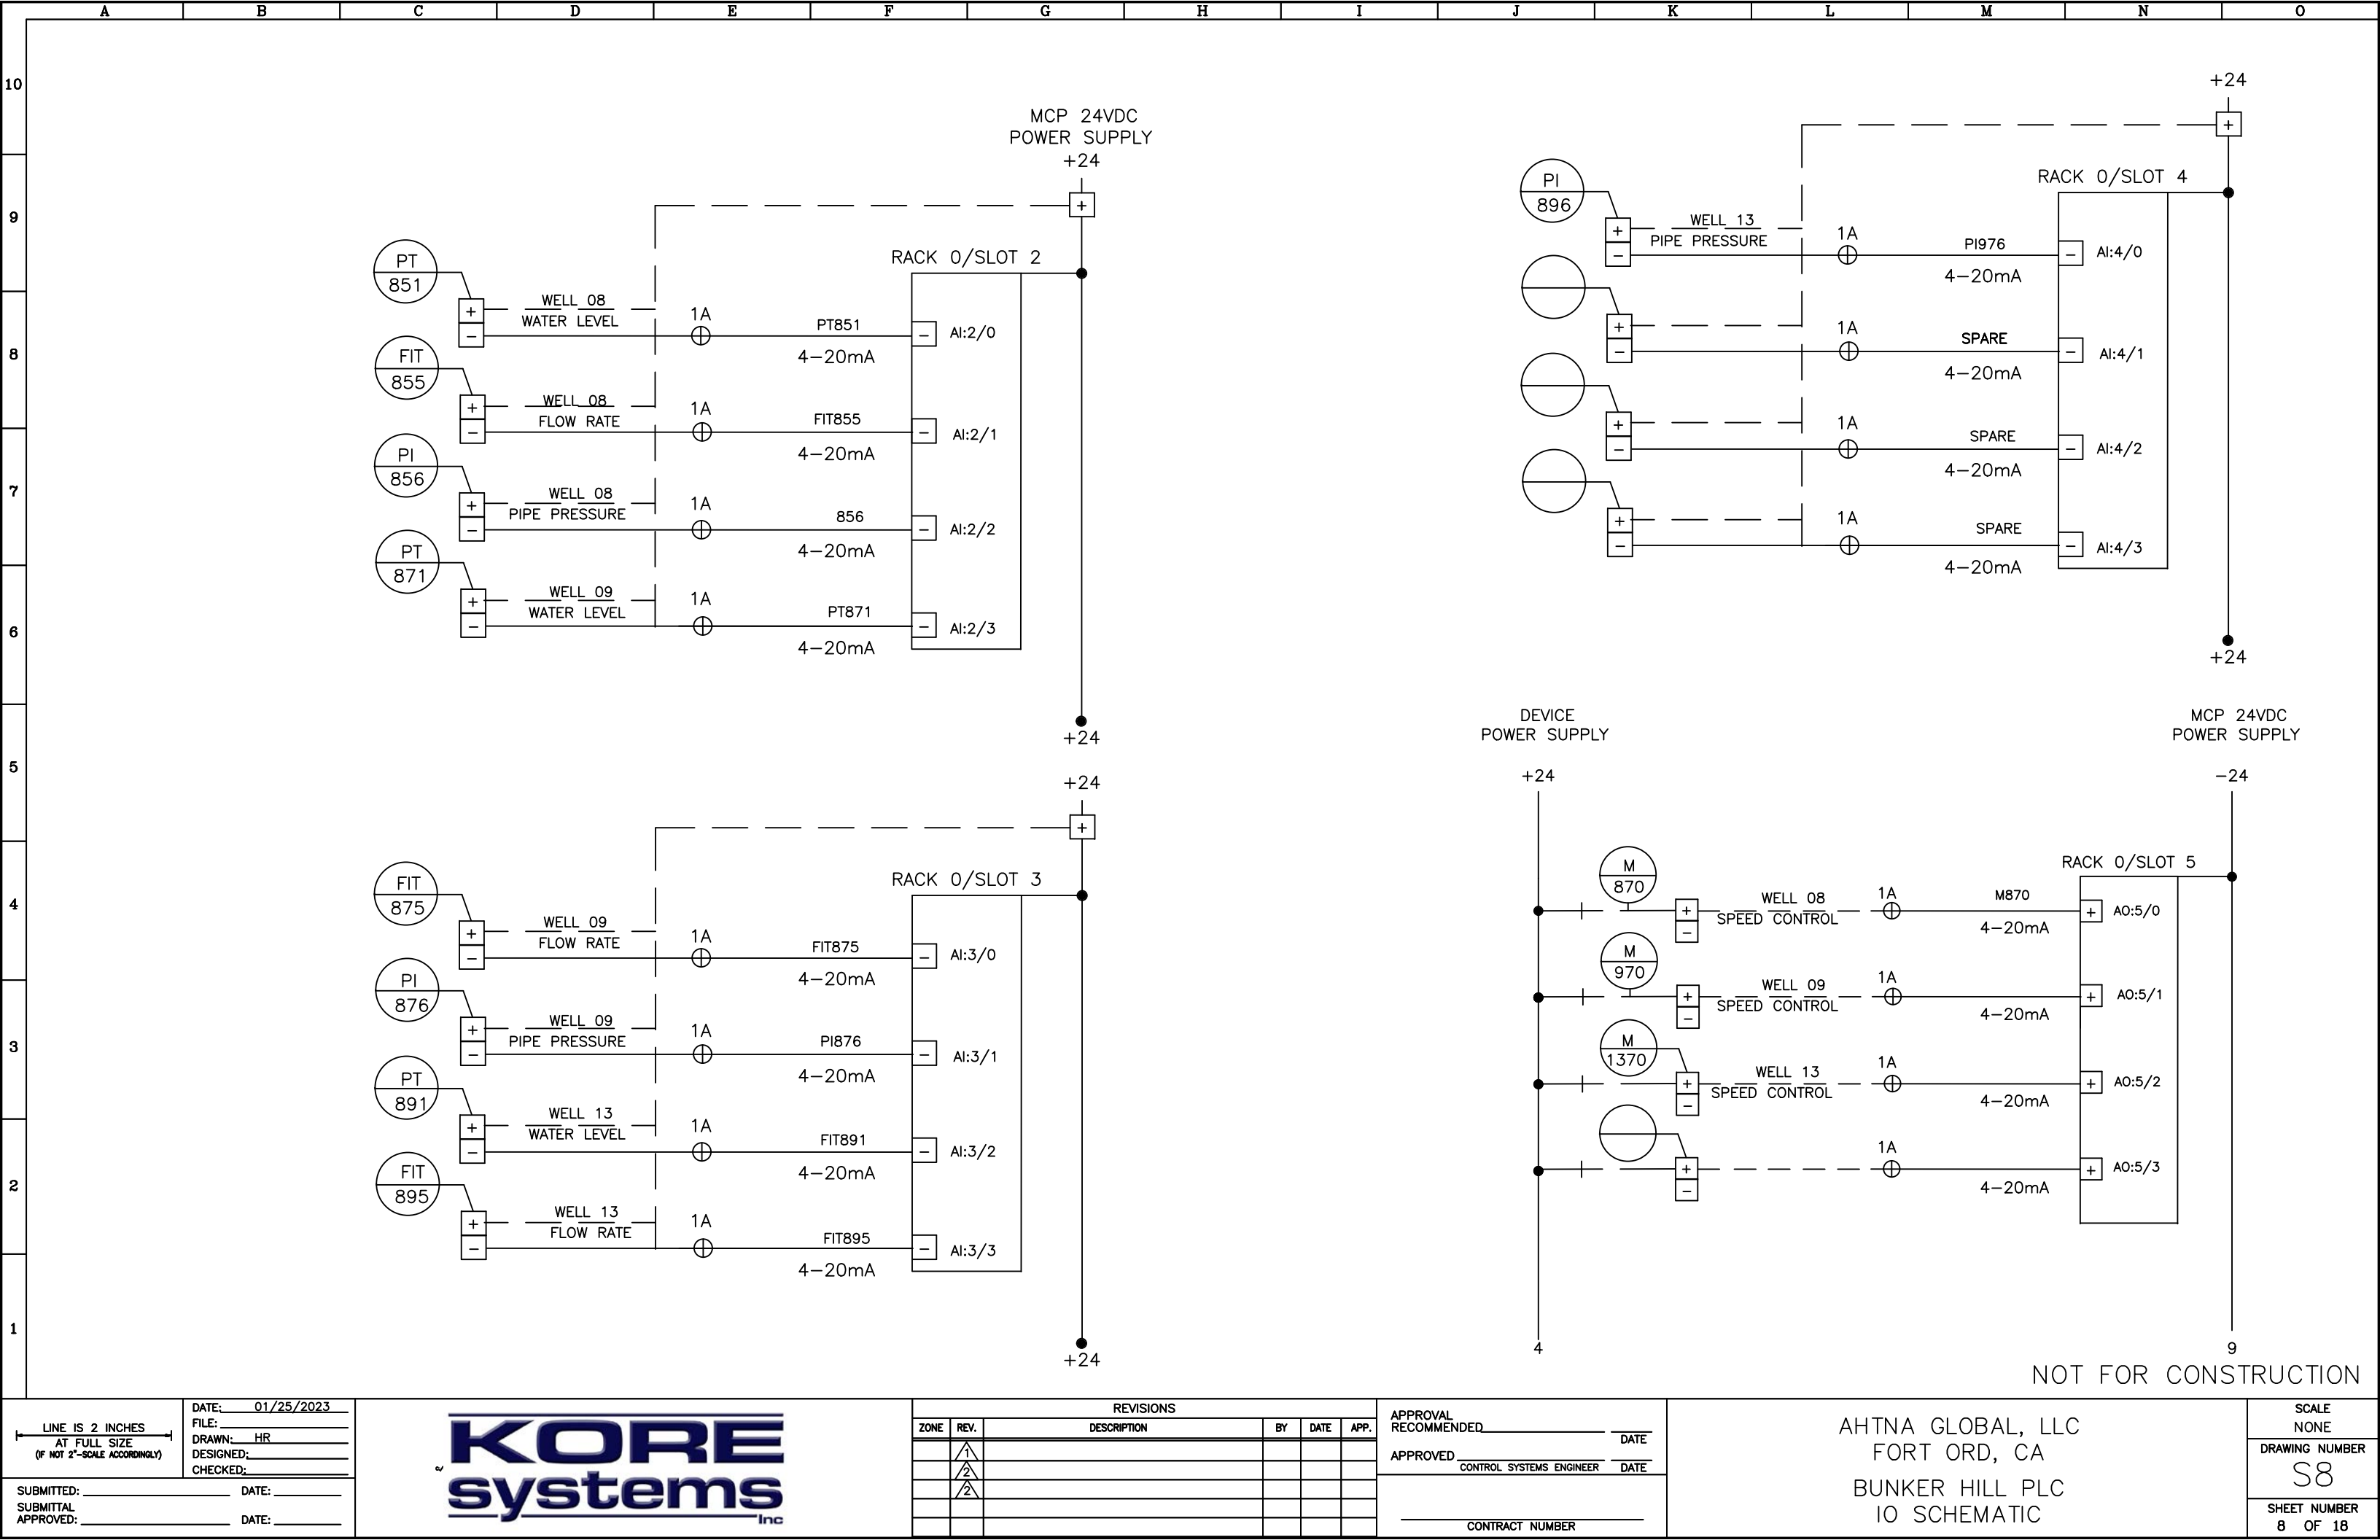 A B C D E F G H I J K L M N O
10
9
8
7
6
5
4
3
2
1
MCP 24VDC
POWER SUPPLY
+24
+
RACK 0/SLOT 2
PT
851
+
−
WELL 08
WATER LEVEL
1A
PT851
4−20mA
−
AI:2/0
FIT
855
+
−
WELL 08
FLOW RATE
1A
FIT855
4−20mA
−
AI:2/1
PI
856
+
−
WELL 08
PIPE PRESSURE
1A
856
4−20mA
−
AI:2/2
PT
871
+
−
WELL 09
WATER LEVEL
1A
PT871
4−20mA
−
AI:2/3
+24
+24
+
RACK 0/SLOT 3
FIT
875
+
−
WELL 09
FLOW RATE
1A
FIT875
4−20mA
−
AI:3/0
PI
876
+
−
WELL 09
PIPE PRESSURE
1A
PI876
4−20mA
−
AI:3/1
PT
891
+
−
WELL 13
WATER LEVEL
1A
FIT891
4−20mA
−
AI:3/2
FIT
895
+
−
WELL 13
FLOW RATE
1A
FIT895
4−20mA
−
AI:3/3
+24
+24
+
RACK 0/SLOT 4
PI
896
+
−
WELL 13
PIPE PRESSURE
1A
PI976
4−20mA
−
AI:4/0
+
−
1A
SPARE
4−20mA
−
AI:4/1
+
−
1A
SPARE
4−20mA
−
AI:4/2
+
−
1A
SPARE
4−20mA
−
AI:4/3
+24
DEVICE
POWER SUPPLY
+24
MCP 24VDC
POWER SUPPLY
−24
RACK 0/SLOT 5
M
870
+
−
WELL 08
SPEED CONTROL
1A
M870
4−20mA
+
AO:5/0
M
970
+
−
WELL 09
SPEED CONTROL
1A
4−20mA
+
AO:5/1
M
1370
+
−
WELL 13
SPEED CONTROL
1A
4−20mA
+
AO:5/2
+
−
1A
4−20mA
+
AO:5/3
4
9
NOT FOR CONSTRUCTION
LINE IS 2 INCHES
AT FULL SIZE
(IF NOT 2"−SCALE ACCORDINGLY)
DATE: 01/25/2023
FILE:
DRAWN: HR
DESIGNED:
CHECKED:
SUBMITTED: DATE:
SUBMITTAL
APPROVED: DATE:
KORE
systems
Inc
REVISIONS
ZONE REV. DESCRIPTION BY DATE APP.
1
2
2
APPROVAL
RECOMMENDED
DATE
APPROVED
CONTROL SYSTEMS ENGINEER DATE
CONTRACT NUMBER
AHTNA GLOBAL, LLC
FORT ORD, CA
BUNKER HILL PLC
IO SCHEMATIC
SCALE
NONE
DRAWING NUMBER
S8
SHEET NUMBER
8 OF 18